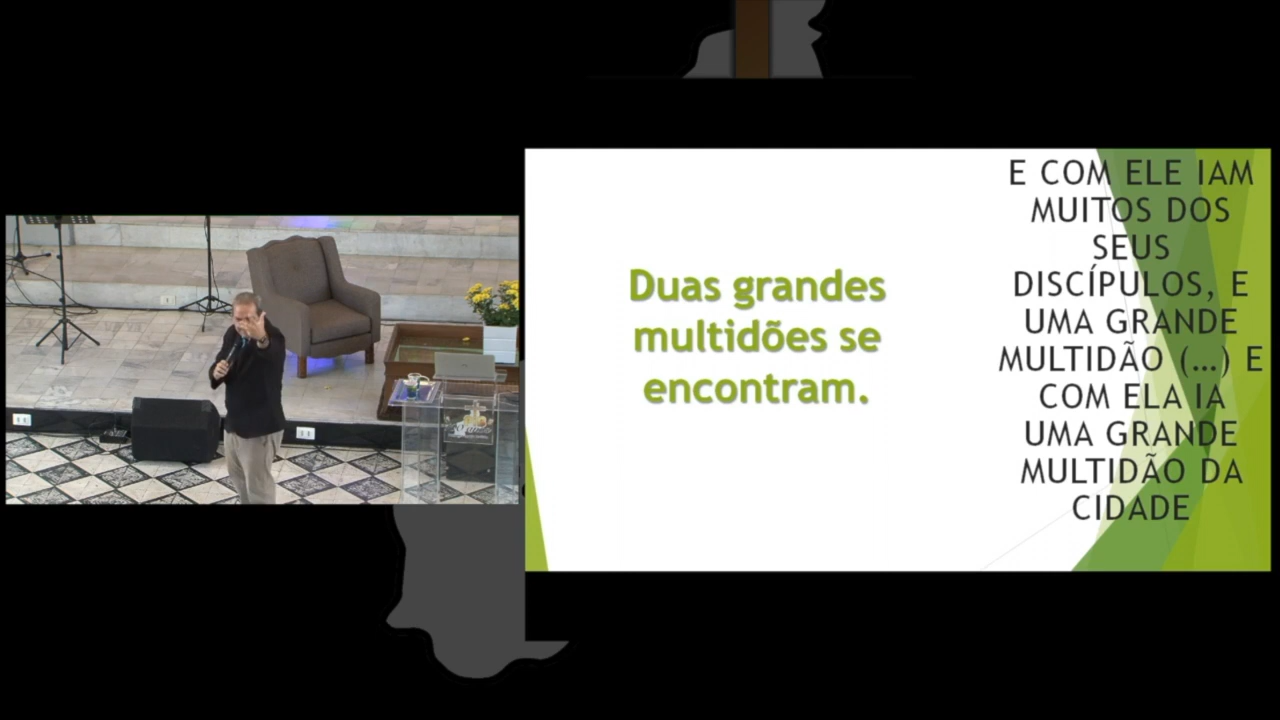 Duas grandes
multidões se
encontram.
E COM ELE IAM
MUITOS DOS
SEUS
DISCÍPULOS, E
UMA GRANDE
MULTIDÃO (...) E
COM ELA IA
UMA GRANDE
MULTIDÃO DA
CIDADE